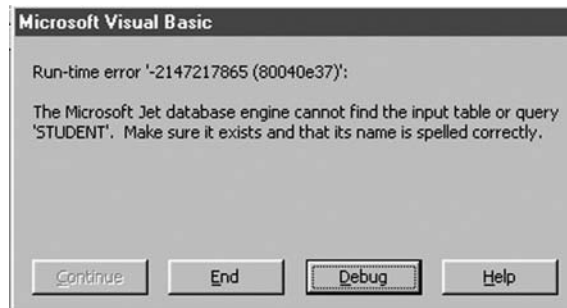 Microsoft Visual Basic
Run-time error '-2147217865 (80040e37)':
The Microsoft Jet database engine cannot find the input table or query
'STUDENT'.  Make sure it exists and that its name is spelled correctly.
Continue End Debug Help